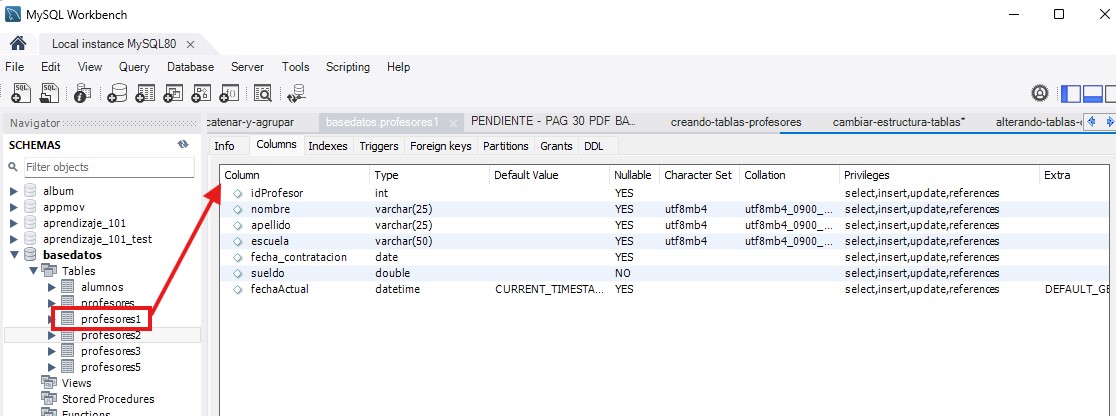 MySQL Workbench
Local instance MySQL80
File Edit View Query Database Server Tools Scripting Help
Navigator
SCHEMAS
Filter objects
album
appmov
aprendizaje_101
aprendizaje_101_test
basedatos
Tables
alumnos
profesores
profesores1
profesores2
profesores3
profesores5
Views
Stored Procedures
Functions
catenar-y-agrupar basedatos.profesores1 PENDIENTE - PAG 30 PDF BA... creando-tablas-profesores cambiar-estructura-tablas* alterando-tablas-c
Info Columns Indexes Triggers Foreign keys Partitions Grants DDL
Column Type Default Value Nullable Character Set Collation Privileges Extra
idProfesor int YES select,insert,update,references
nombre varchar(25) YES utf8mb4 utf8mb4_0900_... select,insert,update,references
apellido varchar(25) YES utf8mb4 utf8mb4_0900_... select,insert,update,references
escuela varchar(50) YES utf8mb4 utf8mb4_0900_... select,insert,update,references
fecha_contratacion date YES select,insert,update,references
sueldo double NO select,insert,update,references
fechaActual datetime CURRENT_TIMESTA... YES select,insert,update,references DEFAULT_GE